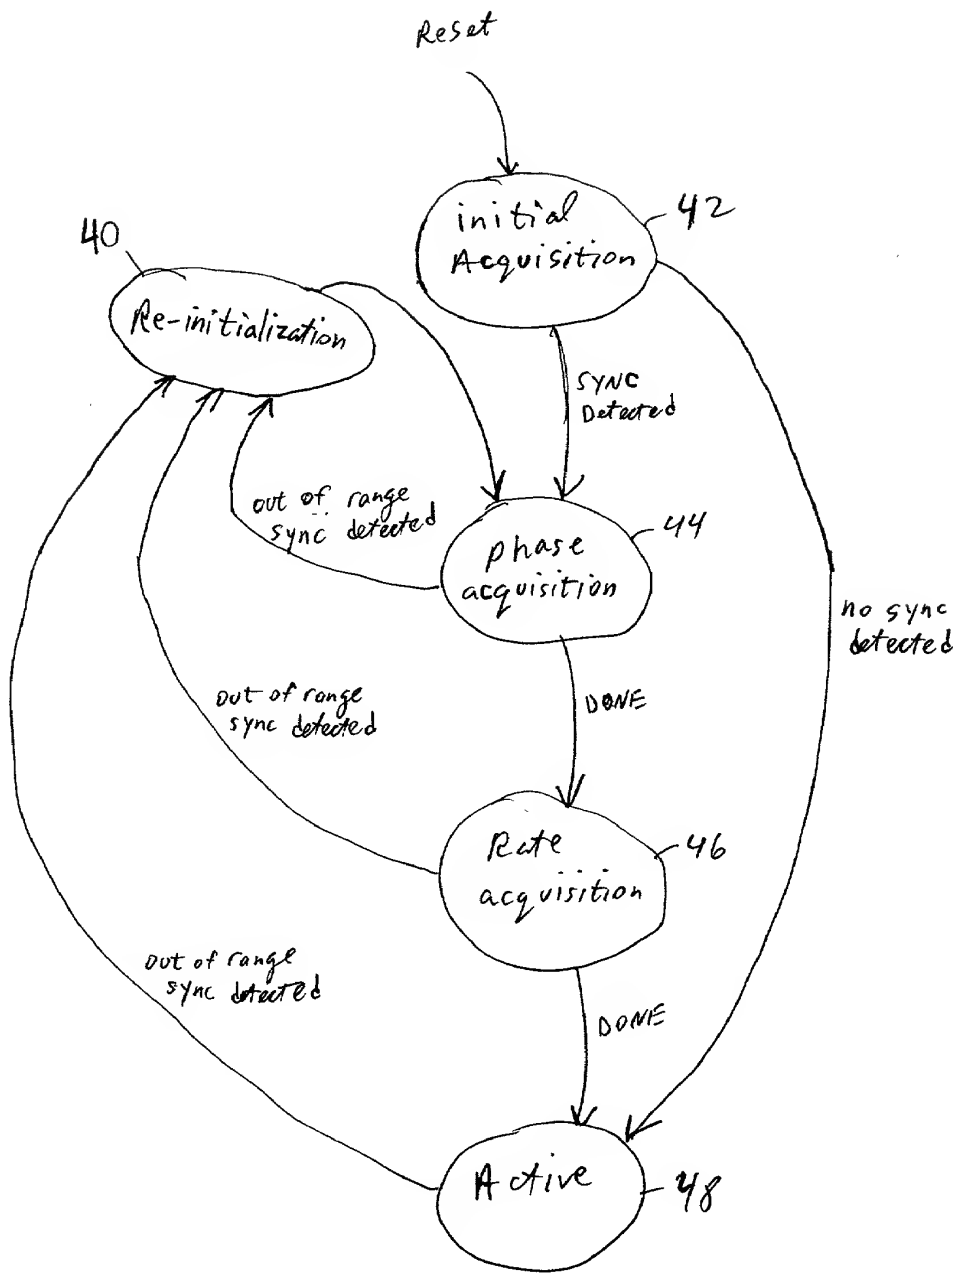 Reset
initial
Acquisition
42
40
Re-initialization
SYNC
Detected
out of range
sync detected
phase
acquisition
44
no sync
detected
out of range
sync detected
DONE
Rate
acquisition
46
out of range
sync detected
DONE
Active
48